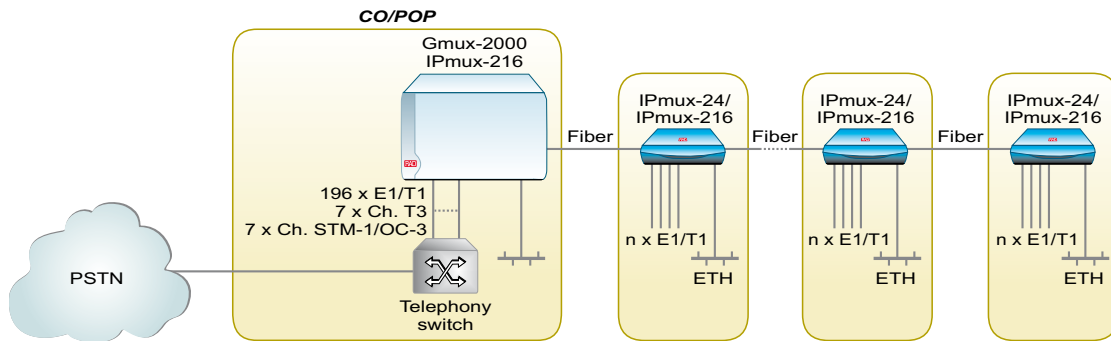 CO/POP
Gmux-2000
IPmux-216
RAD
196 x E1/T1
7 x Ch. T3
7 x Ch. STM-1/OC-3
Telephony
switch
PSTN
Fiber
IPmux-24/
IPmux-216
n x E1/T1
ETH
Fiber
IPmux-24/
IPmux-216
n x E1/T1
ETH
Fiber
IPmux-24/
IPmux-216
n x E1/T1
ETH